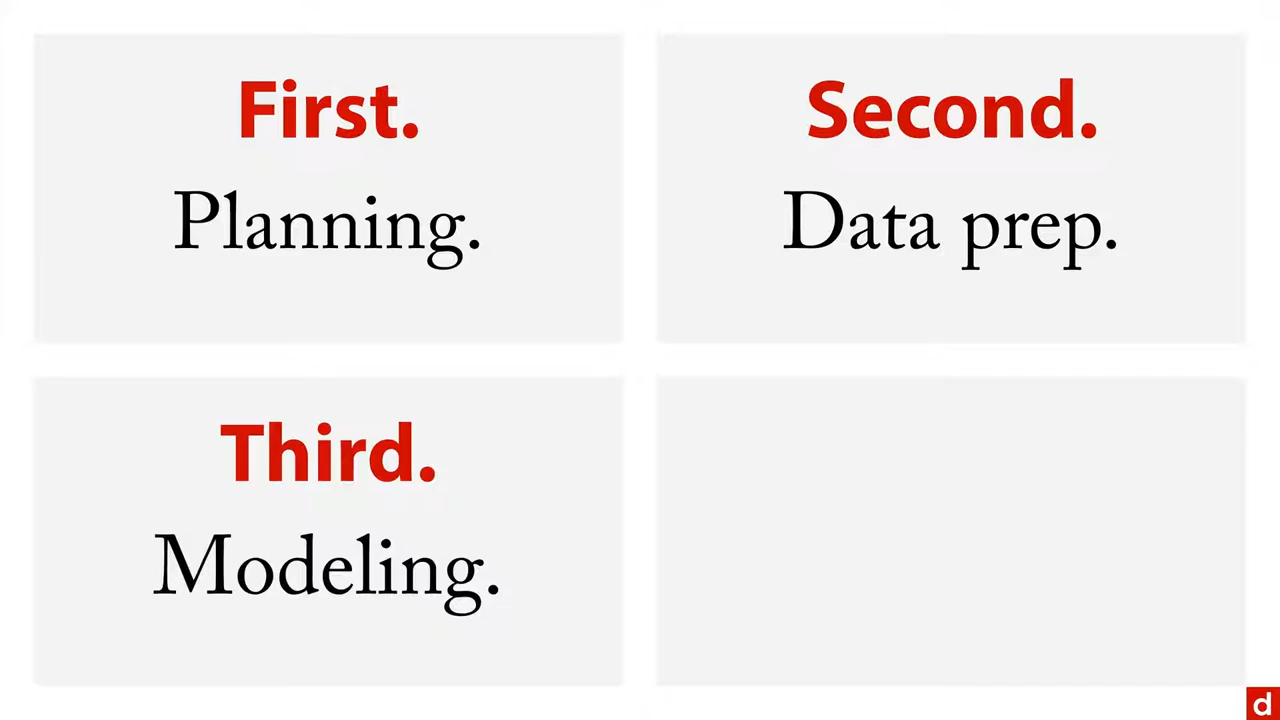 First.
Planning.
Second.
Data prep.
Third.
Modeling.
d